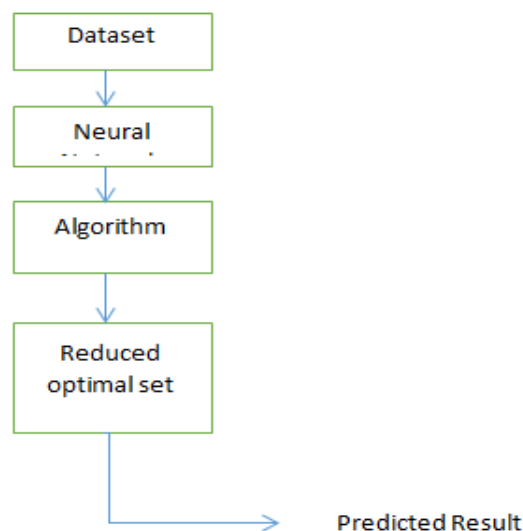 Dataset
Neural
Algorithm
Reduced
optimal set
Predicted Result